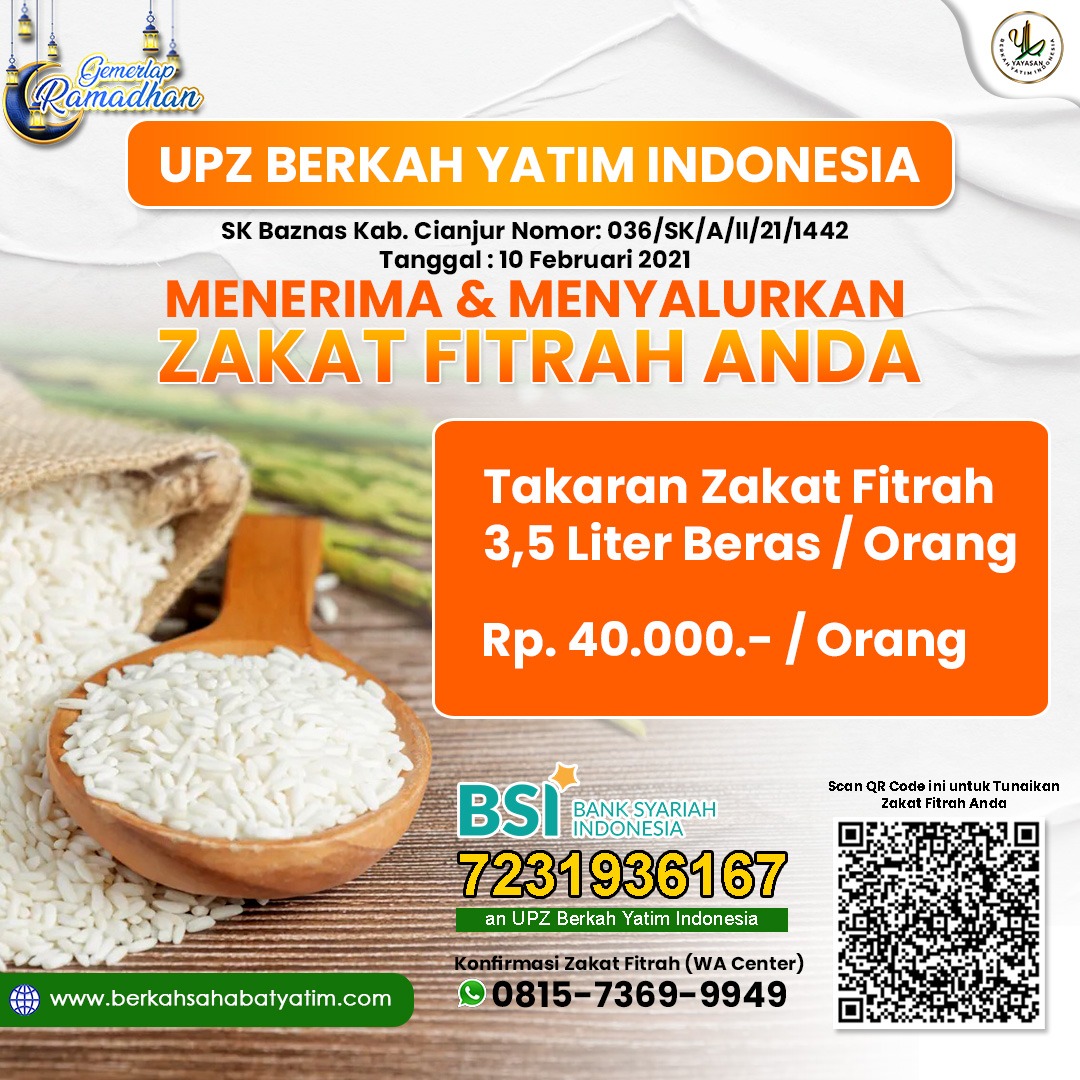 Gemerlap
Ramadhan
YAYASAN
BERKAH YATIM INDONESIA
UPZ BERKAH YATIM INDONESIA
SK Baznas Kab. Cianjur Nomor: 036/SK/A/II/21/1442
Tanggal : 10 Februari 2021
MENERIMA & MENYALURKAN
ZAKAT FITRAH ANDA
Takaran Zakat Fitrah
3,5 Liter Beras / Orang
Rp. 40.000.- / Orang
BSI BANK SYARIAH
INDONESIA
7231936167
an UPZ Berkah Yatim Indonesia
Konfirmasi Zakat Fitrah (WA Center)
0815-7369-9949
Scan QR Code ini untuk Tunaikan
Zakat Fitrah Anda
www.berkahsahabatyatim.com